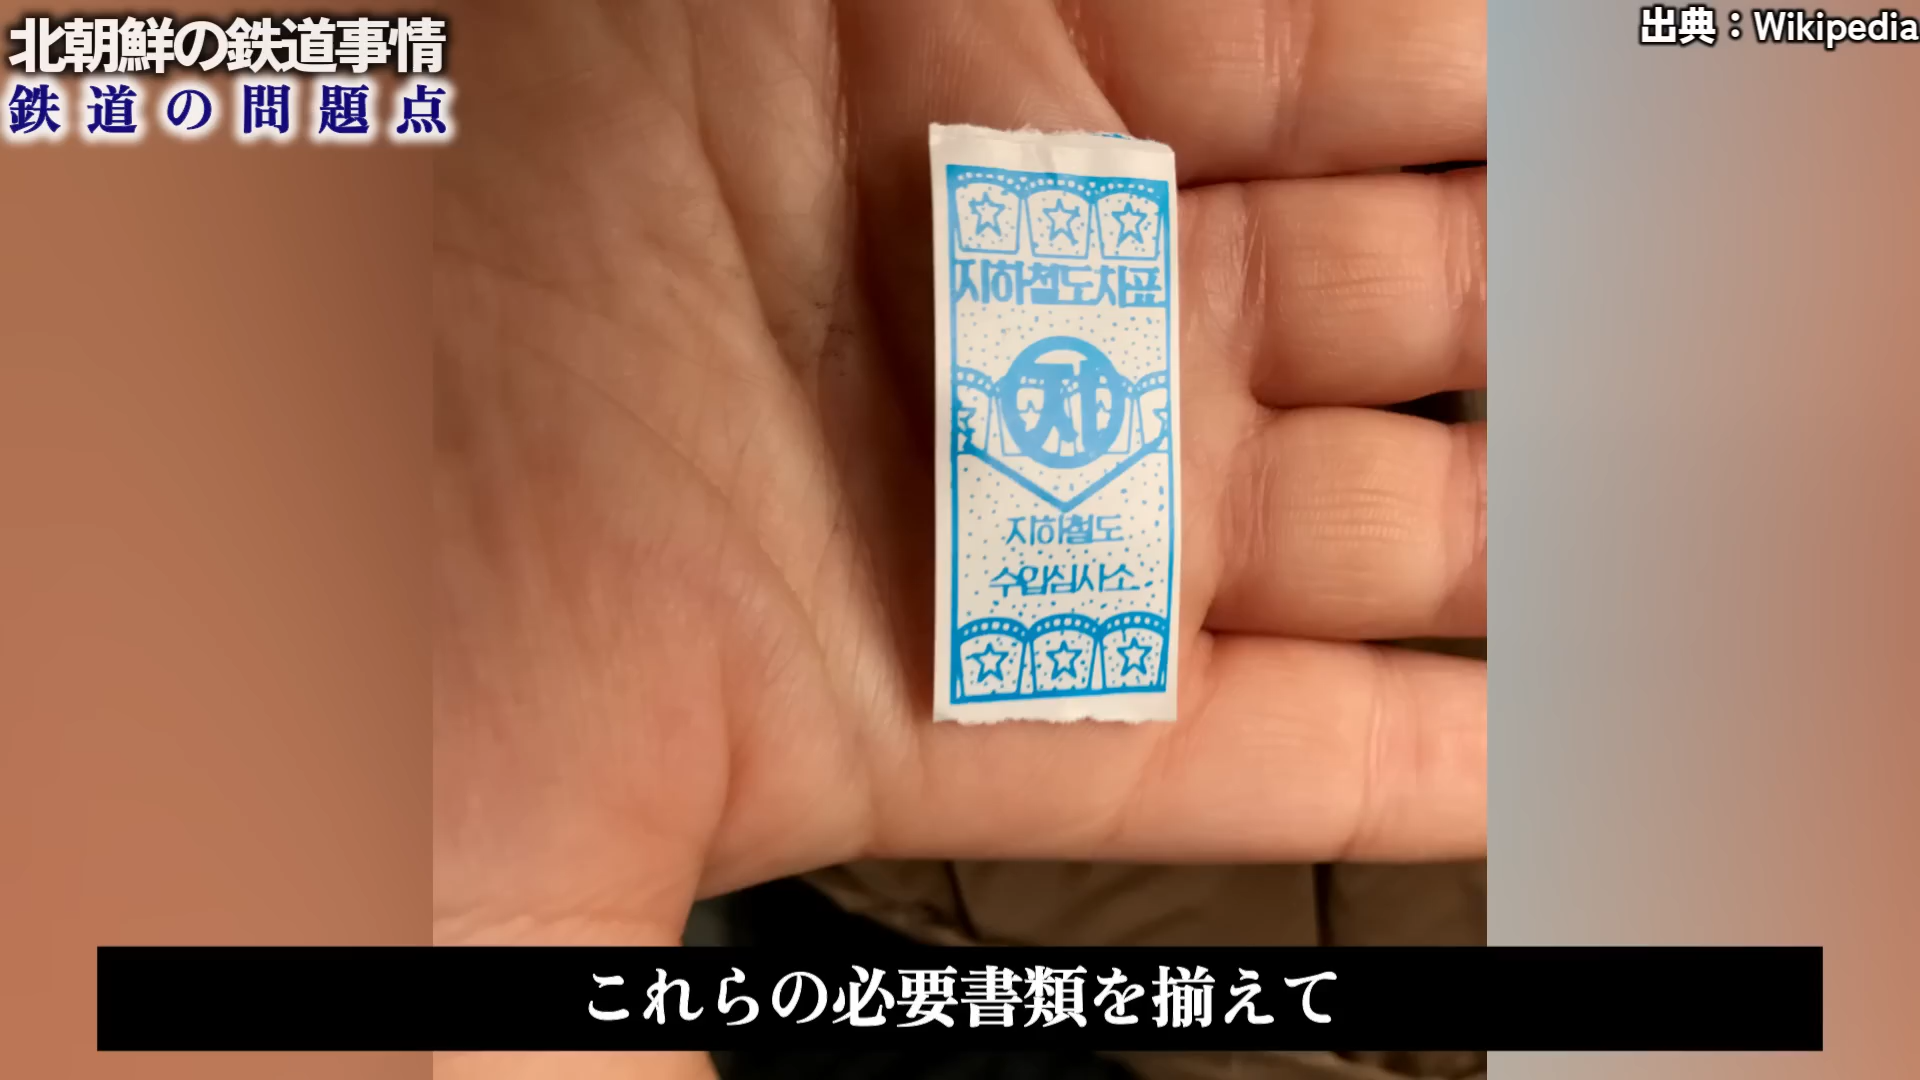 北朝鮮の鉄道事情
鉄道の問題点
出典：Wikipedia
지하철도차표
지
지하철도
수입심사소
これらの必要書類を揃えて